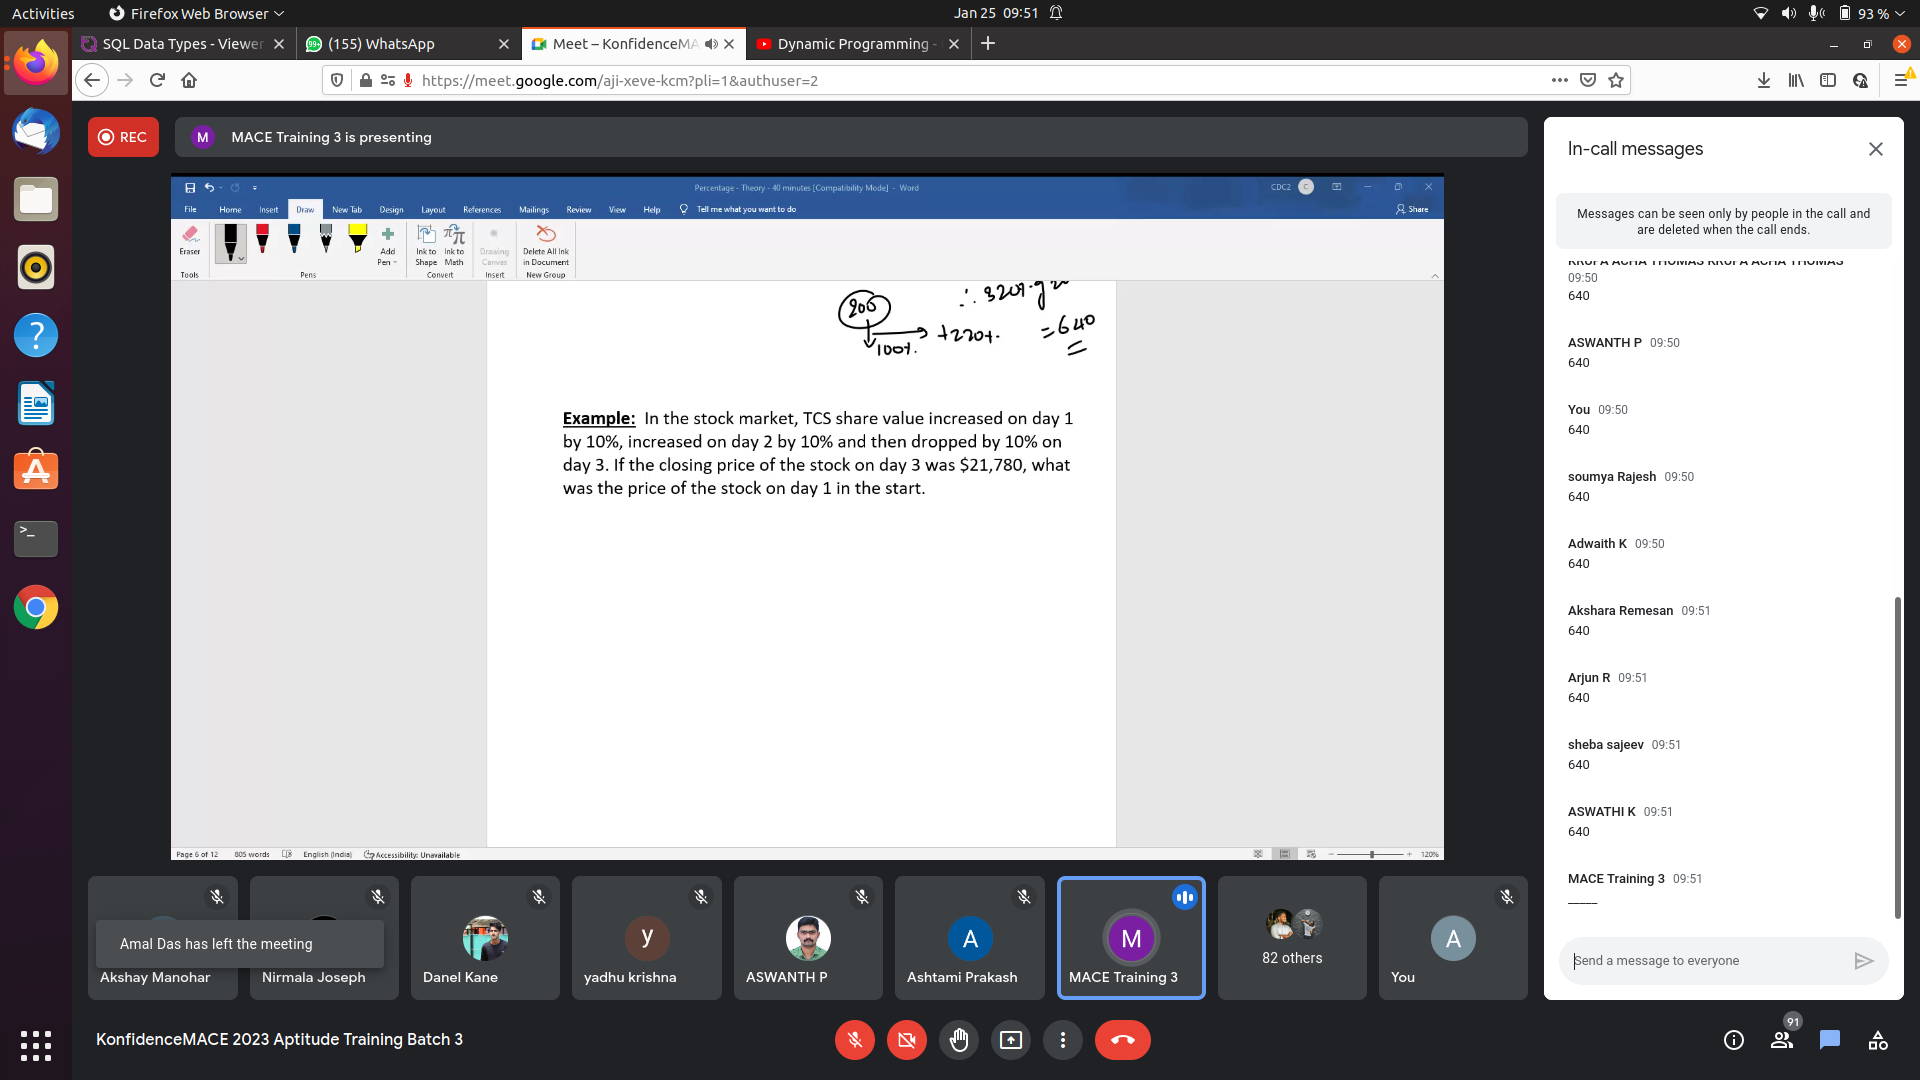 Activities
Firefox Web Browser
Jan 25 09:51
93 %
SQL Data Types - Viewer
(155) WhatsApp
Meet – KonfidenceMA
Dynamic Programming -
https://meet.google.com/aji-xeve-kcm?pli=1&authuser=2
REC
M
MACE Training 3 is presenting
Percentage - Theory - 40 minutes [Compatibility Mode] - Word
CDC2
C
File Home Insert Draw New Tab Design Layout References Mailings Review View Help Tell me what you want to do
Share
Eraser
Add Pen
Ink to Shape
Ink to Math
Drawing Canvas
Delete All Ink in Document
Tools
Pens
Convert
Insert
New Group
200
100%.
+220%.
=640
Example: In the stock market, TCS share value increased on day 1
by 10%, increased on day 2 by 10% and then dropped by 10% on
day 3. If the closing price of the stock on day 3 was $21,780, what
was the price of the stock on day 1 in the start.
Page 6 of 12
805 words
English (India)
Accessibility: Unavailable
120%
In-call messages
Messages can be seen only by people in the call and
are deleted when the call ends.
KRUPA ACHA THOMAS KRUPA ACHA THOMAS
09:50
640
ASWANTH P 09:50
640
You 09:50
640
soumya Rajesh 09:50
640
Adwaith K 09:50
640
Akshara Remesan 09:51
640
Arjun R 09:51
640
sheba sajeev 09:51
640
ASWATHI K 09:51
640
MACE Training 3 09:51
_____
Send a message to everyone
Amal Das has left the meeting
Akshay Manohar
Nirmala Joseph
Danel Kane
y
yadhu krishna
ASWANTH P
A
Ashtami Prakash
M
MACE Training 3
82 others
A
You
KonfidenceMACE 2023 Aptitude Training Batch 3
91